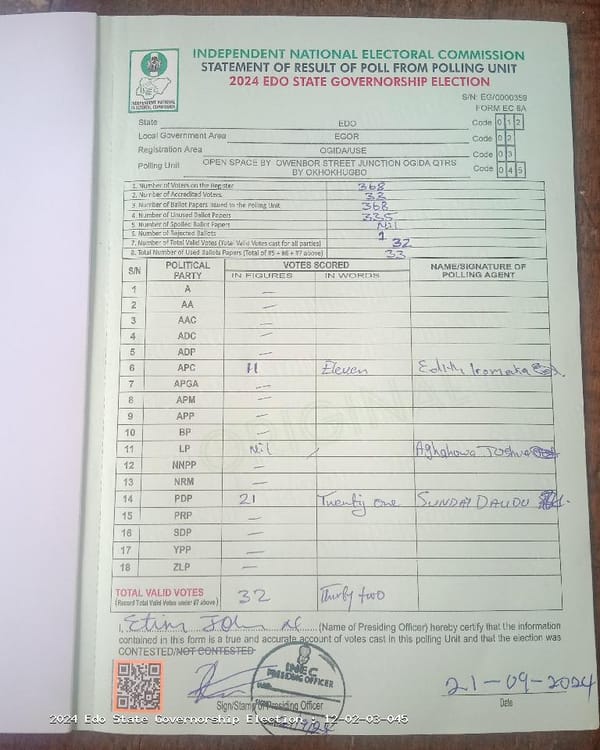 INDEPENDENT NATIONAL ELECTORAL COMMISSION
STATEMENT OF RESULT OF POLL FROM POLLING UNIT
2024 EDO STATE GOVERNORSHIP ELECTION
INDEPENDENT NATIONAL ELECTORAL COMMISSION
S/N: EG/0000359
FORM EC 8A
State EDO Code 0 1 2
Local Government Area EGOR Code 0 2
Registration Area OGIDA/USE Code 0 3
Polling Unit OPEN SPACE BY OWENBOR STREET JUNCTION OGIDA QTRS BY OKHOKHUGBO Code 0 4 5
1. Number of Voters on the Register 368
2. Number of Accredited Voters 33
3. Number of Ballot Papers Issued to the Polling Unit 368
4. Number of Unused Ballot Papers 335
5. Number of Spoiled Ballot Papers Nil
6. Number of Rejected Ballots 1
7. Number of Total Valid Votes (Total Valid Votes cast for all parties) 32
8. Total Number of Used Ballots Papers (Total of #5 + #6 + #7 above) 33
S/N POLITICAL PARTY VOTES SCORED NAME/SIGNATURE OF POLLING AGENT
IN FIGURES IN WORDS
1 A —
2 AA —
3 AAC —
4 ADC —
5 ADP —
6 APC 11 Eleven Edith
7 APGA —
8 APM —
9 APP —
10 BP —
11 LP Nil / Aghahowa Joshua
12 NNPP —
13 NRM —
14 PDP 21 Twenty one SUNDAY DAUDU
15 PRP —
16 SDP —
17 YPP —
18 ZLP —
TOTAL VALID VOTES 32 Thirty two
(Record Total Valid Votes under #7 above)
I, Etim John (Name of Presiding Officer) hereby certify that the information
contained in this form is a true and accurate account of votes cast in this polling Unit and that the election was
CONTESTED/NOT CONTESTED
INEC
PRESIDING OFFICER
21-09-2024
Sign/Stamp of Presiding Officer Date
2024 Edo State Governorship Election : 12-02-03-045